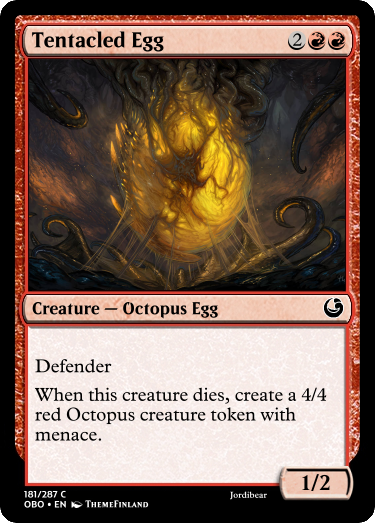 Tentacled Egg 2
Creature — Octopus Egg
Defender
When this creature dies, create a 4/4
red Octopus creature token with
menace.
1/2
181/287 C
OBO • EN ThemeFinland
Jordibear